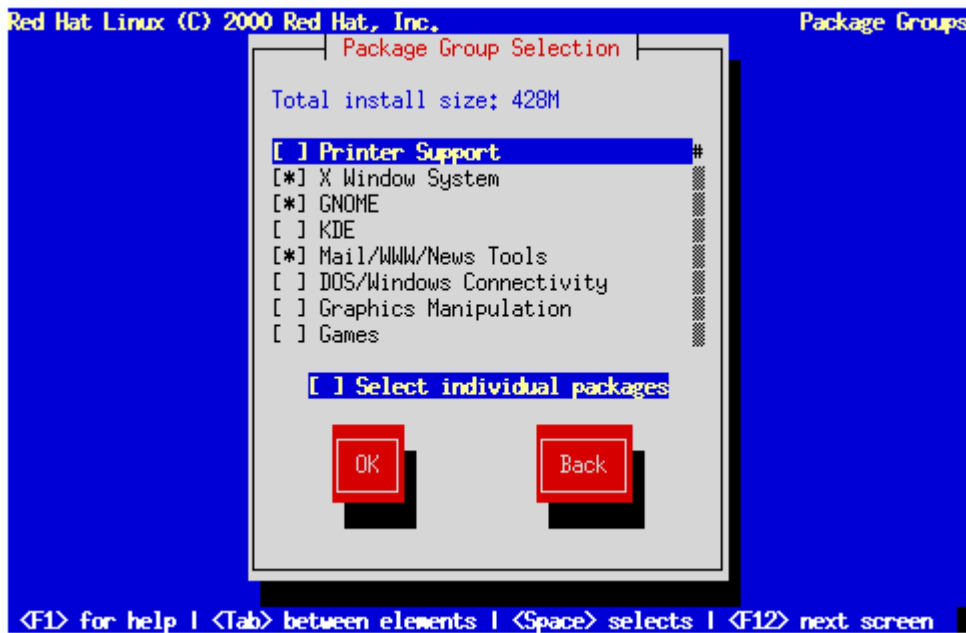 Red Hat Linux (C) 2000 Red Hat, Inc. Package Groups
Package Group Selection
Total install size: 428M
[ ] Printer Support #
[*] X Window System
[*] GNOME
[ ] KDE
[*] Mail/WWW/News Tools
[ ] DOS/Windows Connectivity
[ ] Graphics Manipulation
[ ] Games
[ ] Select individual packages
OK Back
<F1> for help | <Tab> between elements | <Space> selects | <F12> next screen